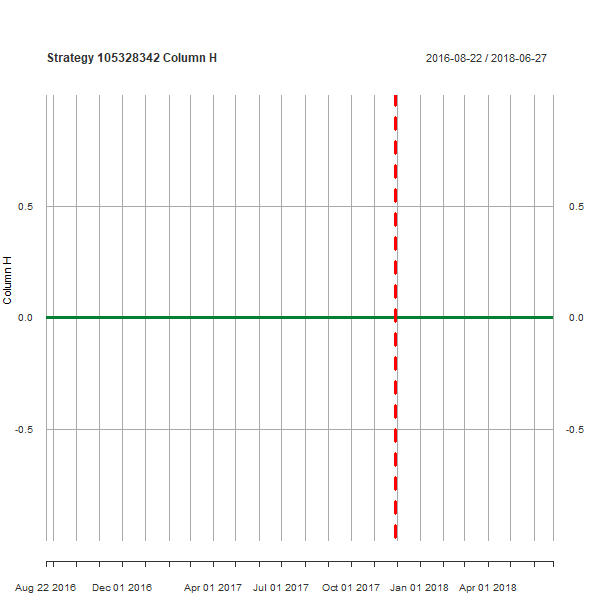 Strategy 105328342 Column H
2016-08-22 / 2018-06-27
0.5
0.5
Column H
0.0
0.0
-0.5
-0.5
Aug 22 2016
Dec 01 2016
Apr 01 2017
Jul 01 2017
Oct 01 2017
Jan 01 2018
Apr 01 2018